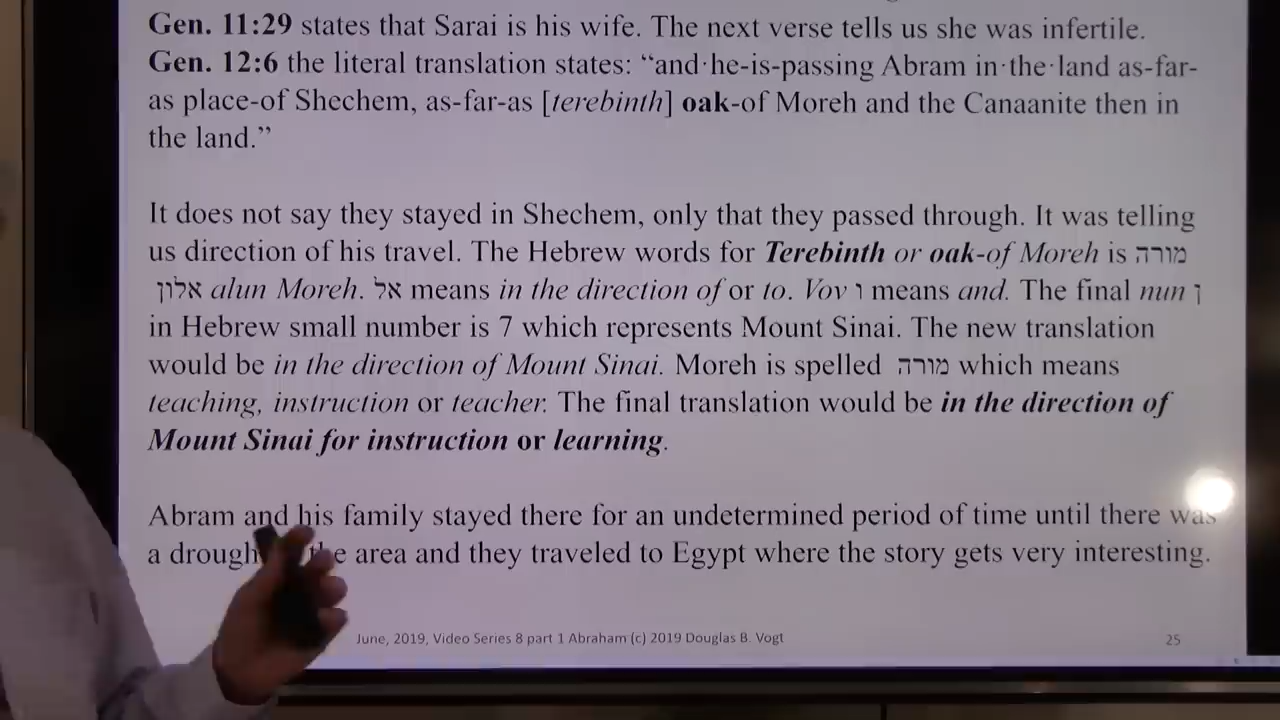 Gen. 11:29 states that Sarai is his wife. The next verse tells us she was infertile.
Gen. 12:6 the literal translation states: “and·he-is-passing Abram in·the·land as-far-
as place-of Shechem, as-far-as [terebinth] oak-of Moreh and the Canaanite then in
the land.”
It does not say they stayed in Shechem, only that they passed through. It was telling
us direction of his travel. The Hebrew words for Terebinth or oak-of Moreh is מורה
אלון alun Moreh. אל means in the direction of or to. Vov ו means and. The final nun ן
in Hebrew small number is 7 which represents Mount Sinai. The new translation
would be in the direction of Mount Sinai. Moreh is spelled מורה which means
teaching, instruction or teacher. The final translation would be in the direction of
Mount Sinai for instruction or learning.
Abram and his family stayed there for an undetermined period of time until there was
a the area and they traveled to Egypt where the story gets very interesting.
June, 2019, Video Series 8 part 1 Abraham (c) 2019 Douglas B. Vogt
25